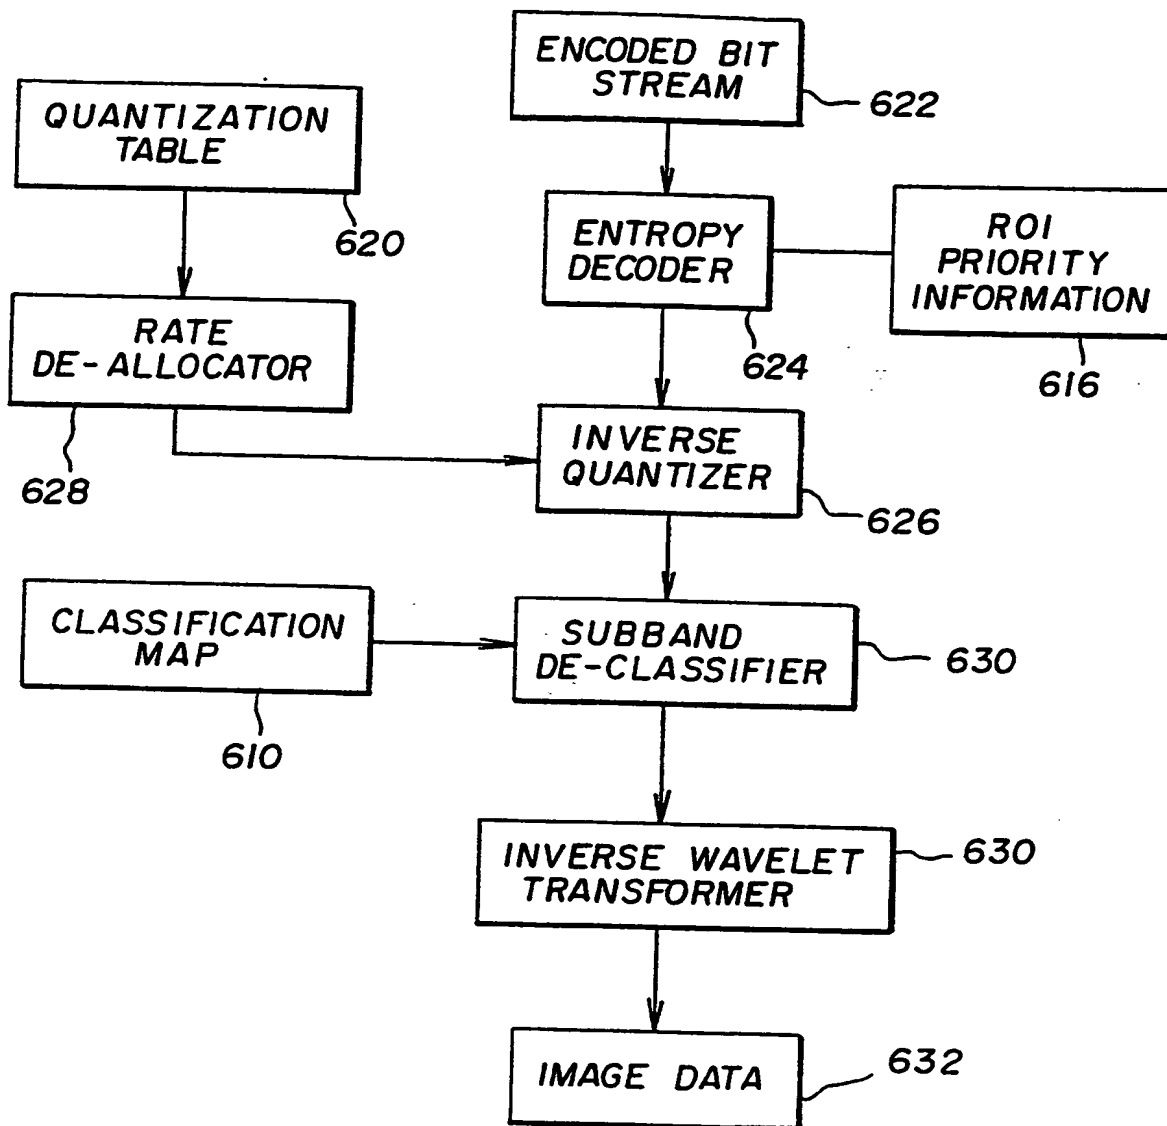 ENCODED BIT
STREAM
622
QUANTIZATION
TABLE
620
ENTROPY
DECODER
624
ROI
PRIORITY
INFORMATION
616
RATE
DE-ALLOCATOR
628
INVERSE
QUANTIZER
626
CLASSIFICATION
MAP
610
SUBBAND
DE-CLASSIFIER
630
INVERSE WAVELET
TRANSFORMER
630
IMAGE DATA
632